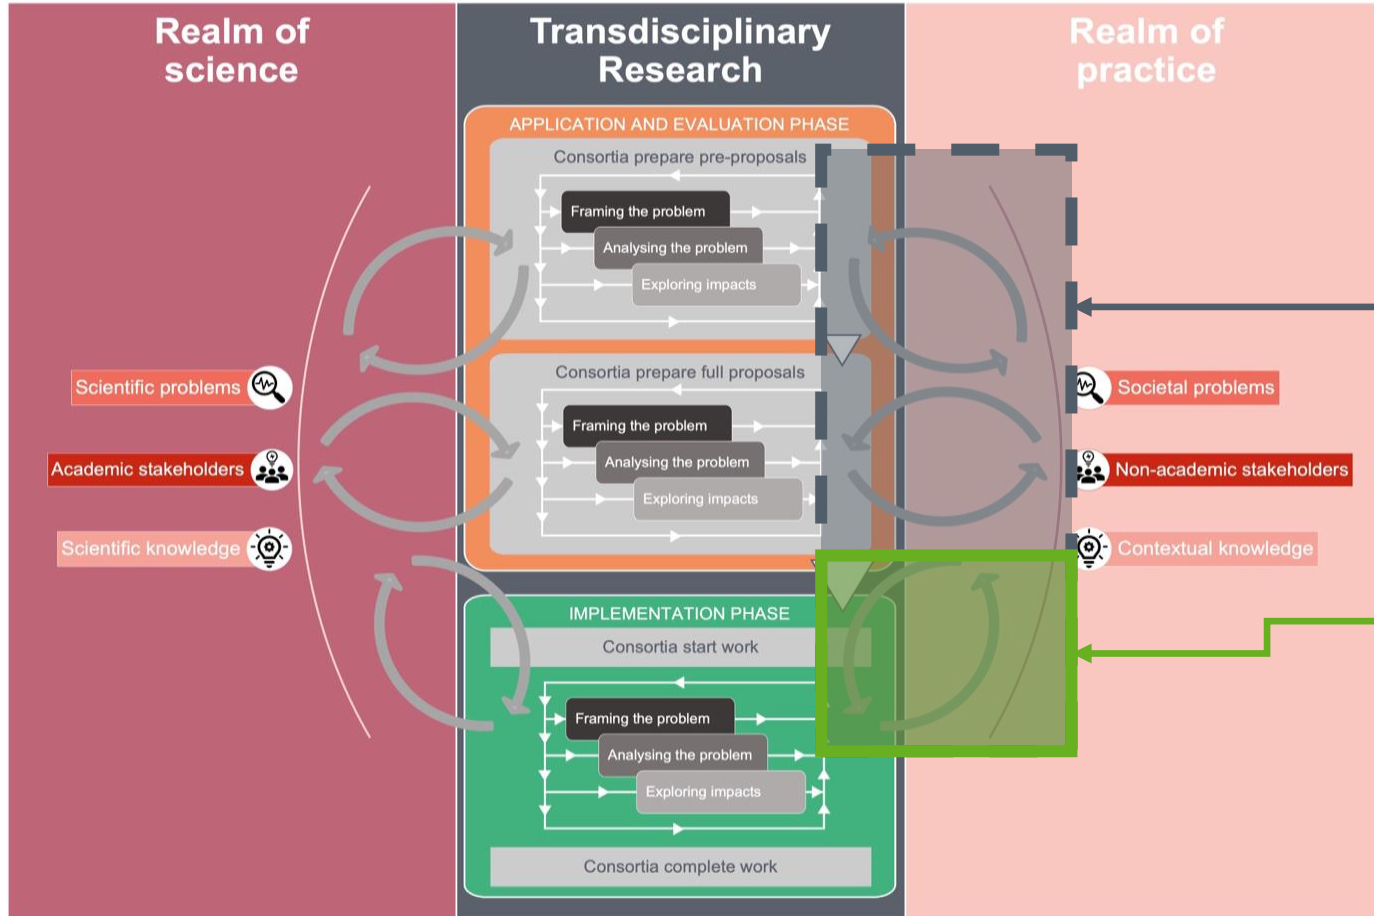 Realm of
science
Transdisciplinary
Research
Realm of
practice
APPLICATION AND EVALUATION PHASE
Consortia prepare pre-proposals
Framing the problem
Analysing the problem
Exploring impacts
Consortia prepare full proposals
Framing the problem
Analysing the problem
Exploring impacts
Scientific problems
Academic stakeholders
Scientific knowledge
Societal problems
Non-academic stakeholders
Contextual knowledge
IMPLEMENTATION PHASE
Consortia start work
Framing the problem
Analysing the problem
Exploring impacts
Consortia complete work